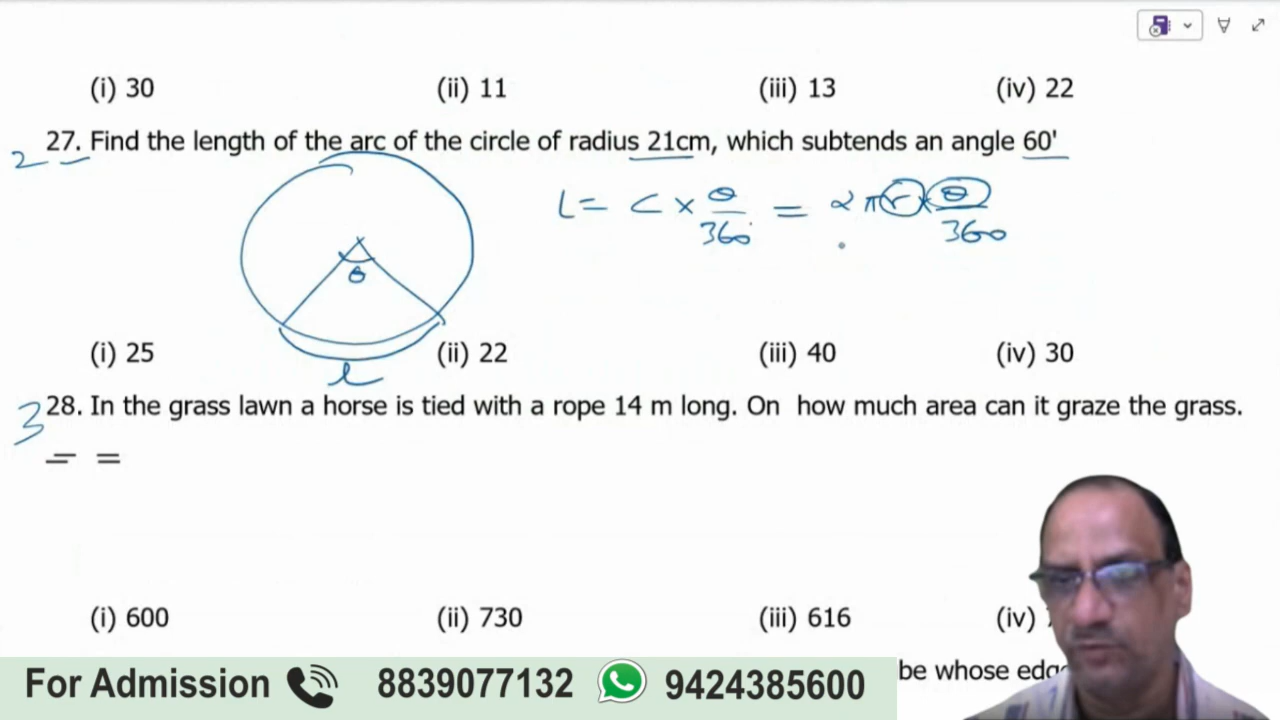 (i) 30 (ii) 11 (iii) 13 (iv) 22
2 27. Find the length of the arc of the circle of radius 21cm, which subtends an angle 60'
L = C × θ/360 = 2πr × θ/360
θ
(i) 25 (ii) 22 (iii) 40 (iv) 30
l
3 28. In the grass lawn a horse is tied with a rope 14 m long. On how much area can it graze the grass.
(i) 600 (ii) 730 (iii) 616 (iv)
be whose
For Admission 8839077132 9424385600